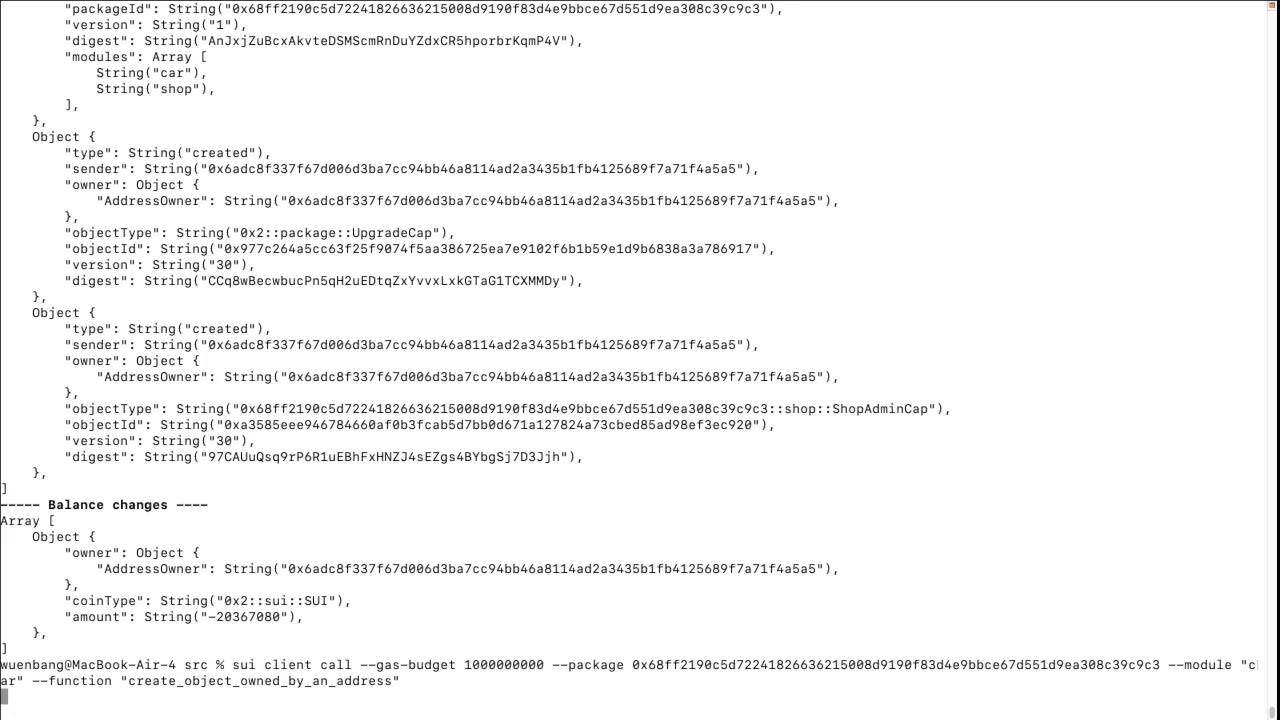 "packageId": String("0x68ff2190c5d72241826636215008d9190f83d4e9bbce67d551d9ea308c39c9c3"),
"version": String("1"),
"digest": String("AnJxjZuBcxAkvteDSMScmRnDuYZdxCR5hporbrKqmP4V"),
"modules": Array [
String("car"),
String("shop"),
],
},
Object {
"type": String("created"),
"sender": String("0x6adc8f337f67d006d3ba7cc94bb46a8114ad2a3435b1fb4125689f7a71f4a5a5"),
"owner": Object {
"AddressOwner": String("0x6adc8f337f67d006d3ba7cc94bb46a8114ad2a3435b1fb4125689f7a71f4a5a5"),
},
"objectType": String("0x2::package::UpgradeCap"),
"objectId": String("0x977c264a5cc63f25f9074f5aa386725ea7e9102f6b1b59e1d9b6838a3a786917"),
"version": String("30"),
"digest": String("CCq8wBecwbucPn5qH2uEDtqZxYvvxLxkGTaG1TCXMMDy"),
},
Object {
"type": String("created"),
"sender": String("0x6adc8f337f67d006d3ba7cc94bb46a8114ad2a3435b1fb4125689f7a71f4a5a5"),
"owner": Object {
"AddressOwner": String("0x6adc8f337f67d006d3ba7cc94bb46a8114ad2a3435b1fb4125689f7a71f4a5a5"),
},
"objectType": String("0x68ff2190c5d72241826636215008d9190f83d4e9bbce67d551d9ea308c39c9c3::shop::ShopAdminCap"),
"objectId": String("0xa3585eee946784660af0b3fcab5d7bb0d671a127824a73cbed85ad98ef3ec920"),
"version": String("30"),
"digest": String("97CAUuQsq9rP6R1uEBhFxHNZJ4sEZgs4BYbgSj7D3Jjh"),
},
]
----- Balance changes ----
Array [
Object {
"owner": Object {
"AddressOwner": String("0x6adc8f337f67d006d3ba7cc94bb46a8114ad2a3435b1fb4125689f7a71f4a5a5"),
},
"coinType": String("0x2::sui::SUI"),
"amount": String("-20367080"),
},
]
wuenbang@MacBook-Air-4 src % sui client call --gas-budget 1000000000 --package 0x68ff2190c5d72241826636215008d9190f83d4e9bbce67d551d9ea308c39c9c3 --module "c
ar" --function "create_object_owned_by_an_address"